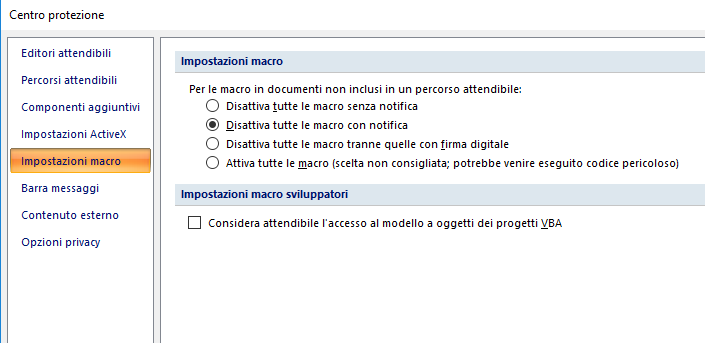 Centro protezione
Editori attendibili
Percorsi attendibili
Componenti aggiuntivi
Impostazioni ActiveX
Impostazioni macro
Barra messaggi
Contenuto esterno
Opzioni privacy
Impostazioni macro
Per le macro in documenti non inclusi in un percorso attendibile:
Disattiva tutte le macro senza notifica
Disattiva tutte le macro con notifica
Disattiva tutte le macro tranne quelle con firma digitale
Attiva tutte le macro (scelta non consigliata; potrebbe venire eseguito codice pericoloso)
Impostazioni macro sviluppatori
Considera attendibile l'accesso al modello a oggetti dei progetti VBA